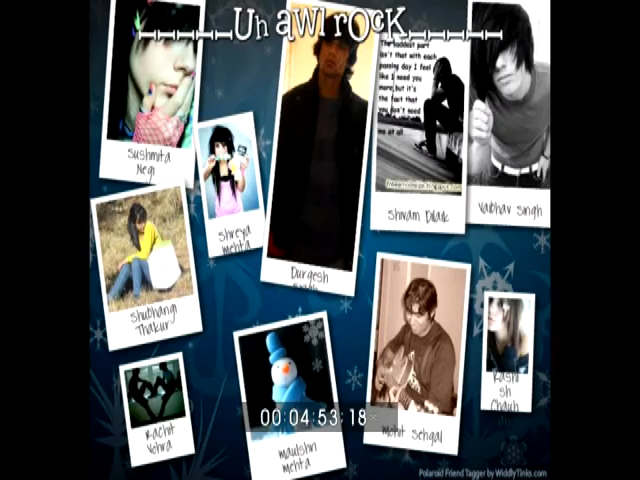 Uh aWl rOcK
The saddest part
isn't that with each
passing day I feel
like I need you
more,but it's
the fact that
you don't need
me at all
Sushmita
Negi
Shreya
Mehta
Durgesh
Shivam Dilaik
Vaibhav Singh
Shubhangi
Thakur
Rachit
Vohra
Maulshri
Mehta
Mohit Sehgal
Rashi
sh
Chauh
00:04:53:18
Polaroid Friend Tagger by WiddlyTinks.com